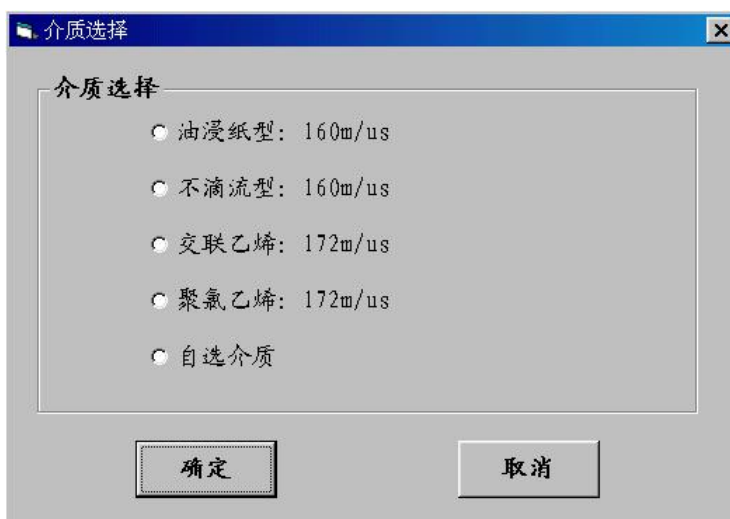 介质选择
介质选择
油浸纸型: 160m/us
不滴流型: 160m/us
交联乙烯: 172m/us
聚氯乙烯: 172m/us
自选介质
确定 取消